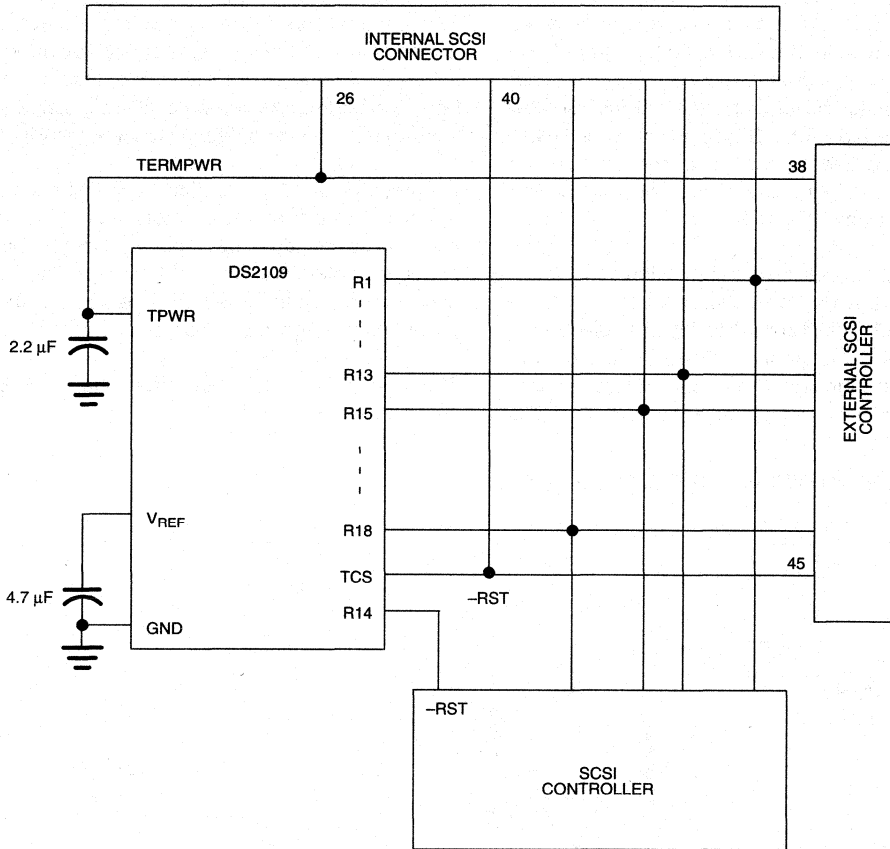 INTERNAL SCSI
CONNECTOR
26
40
TERMPWR
38
DS2109
R1
TPWR
2.2 µF
R13
R15
EXTERNAL SCSI
CONTROLLER
VREF
R18
TCS
45
4.7 µF
–RST
R14
GND
–RST
SCSI
CONTROLLER